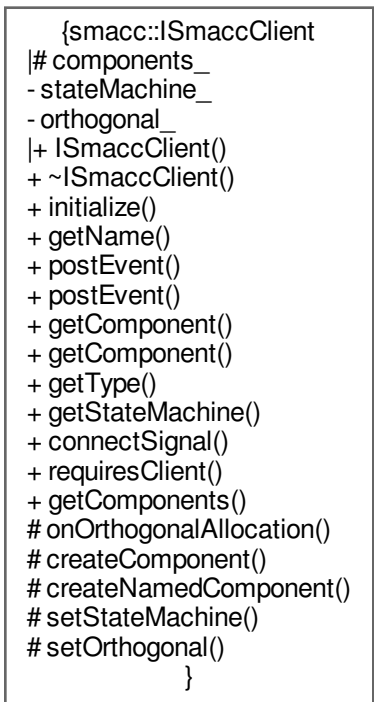 {smacc::ISmaccClient
|# components_
- stateMachine_
- orthogonal_
|+ ISmaccClient()
+ ~ISmaccClient()
+ initialize()
+ getName()
+ postEvent()
+ postEvent()
+ getComponent()
+ getComponent()
+ getType()
+ getStateMachine()
+ connectSignal()
+ requiresClient()
+ getComponents()
# onOrthogonalAllocation()
# createComponent()
# createNamedComponent()
# setStateMachine()
# setOrthogonal()
}